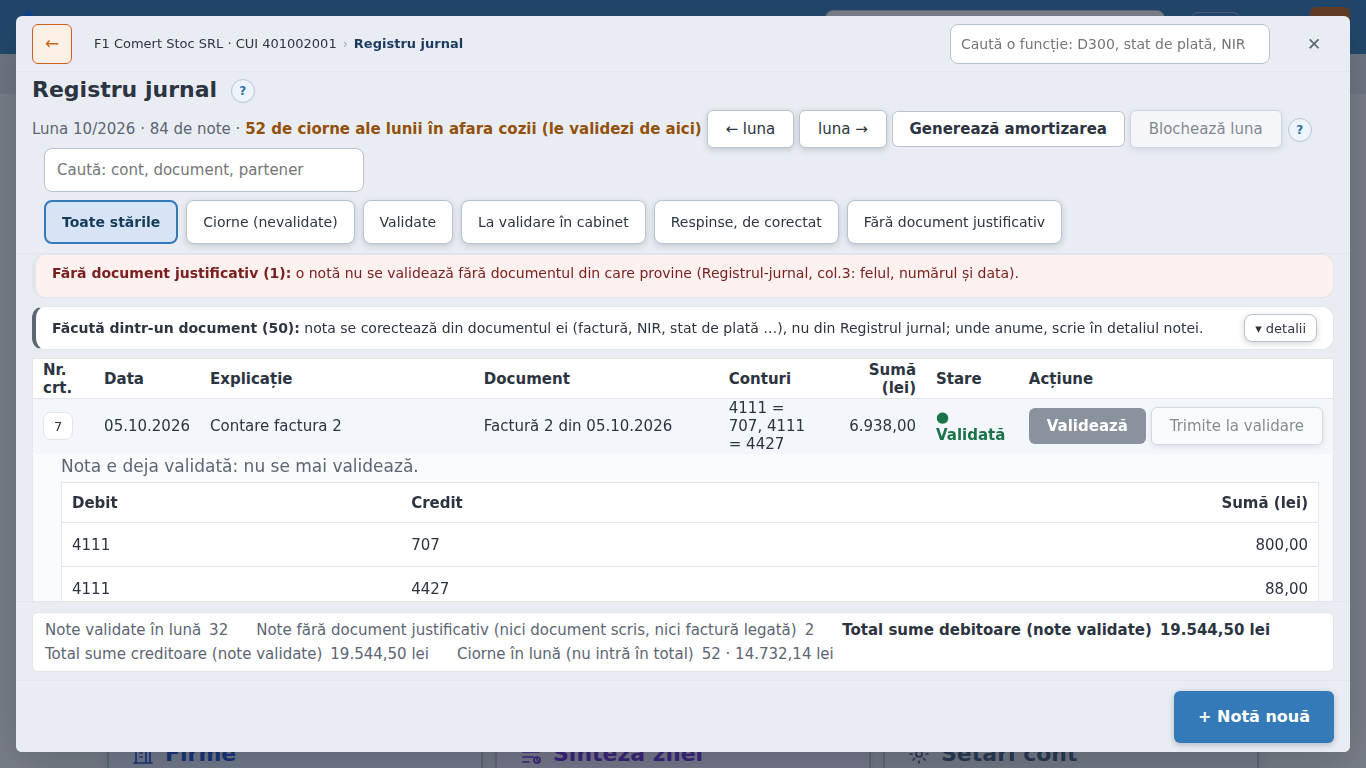 ←
F1 Comert Stoc SRL · CUI 401002001 › Registru jurnal
Caută o funcție: D300, stat de plată, NIR
✕
Registru jurnal ?
Luna 10/2026 · 84 de note · 52 de ciorne ale lunii în afara cozii (le validezi de aici) ← luna luna → Generează amortizarea Blochează luna ?
Caută: cont, document, partener
Toate stările Ciorne (nevalidate) Validate La validare în cabinet Respinse, de corectat Fără document justificativ
Fără document justificativ (1): o notă nu se validează fără documentul din care provine (Registrul-jurnal, col.3: felul, numărul și data).
Făcută dintr-un document (50): nota se corectează din documentul ei (factură, NIR, stat de plată ...), nu din Registrul jurnal; unde anume, scrie în detaliul notei. ▾ detalii
Nr. crt. Data Explicație Document Conturi Sumă (lei) Stare Acțiune
7 05.10.2026 Contare factura 2 Factură 2 din 05.10.2026 4111 = 707, 4111 = 4427 6.938,00 ● Validată Validează Trimite la validare
Nota e deja validată: nu se mai validează.
Debit Credit Sumă (lei)
4111 707 800,00
4111 4427 88,00
Note validate în lună 32 Note fără document justificativ (nici document scris, nici factură legată) 2 Total sume debitoare (note validate) 19.544,50 lei
Total sume creditoare (note validate) 19.544,50 lei Ciorne în lună (nu intră în total) 52 · 14.732,14 lei
+ Notă nouă
Firme Sinteza zilei Setări cont